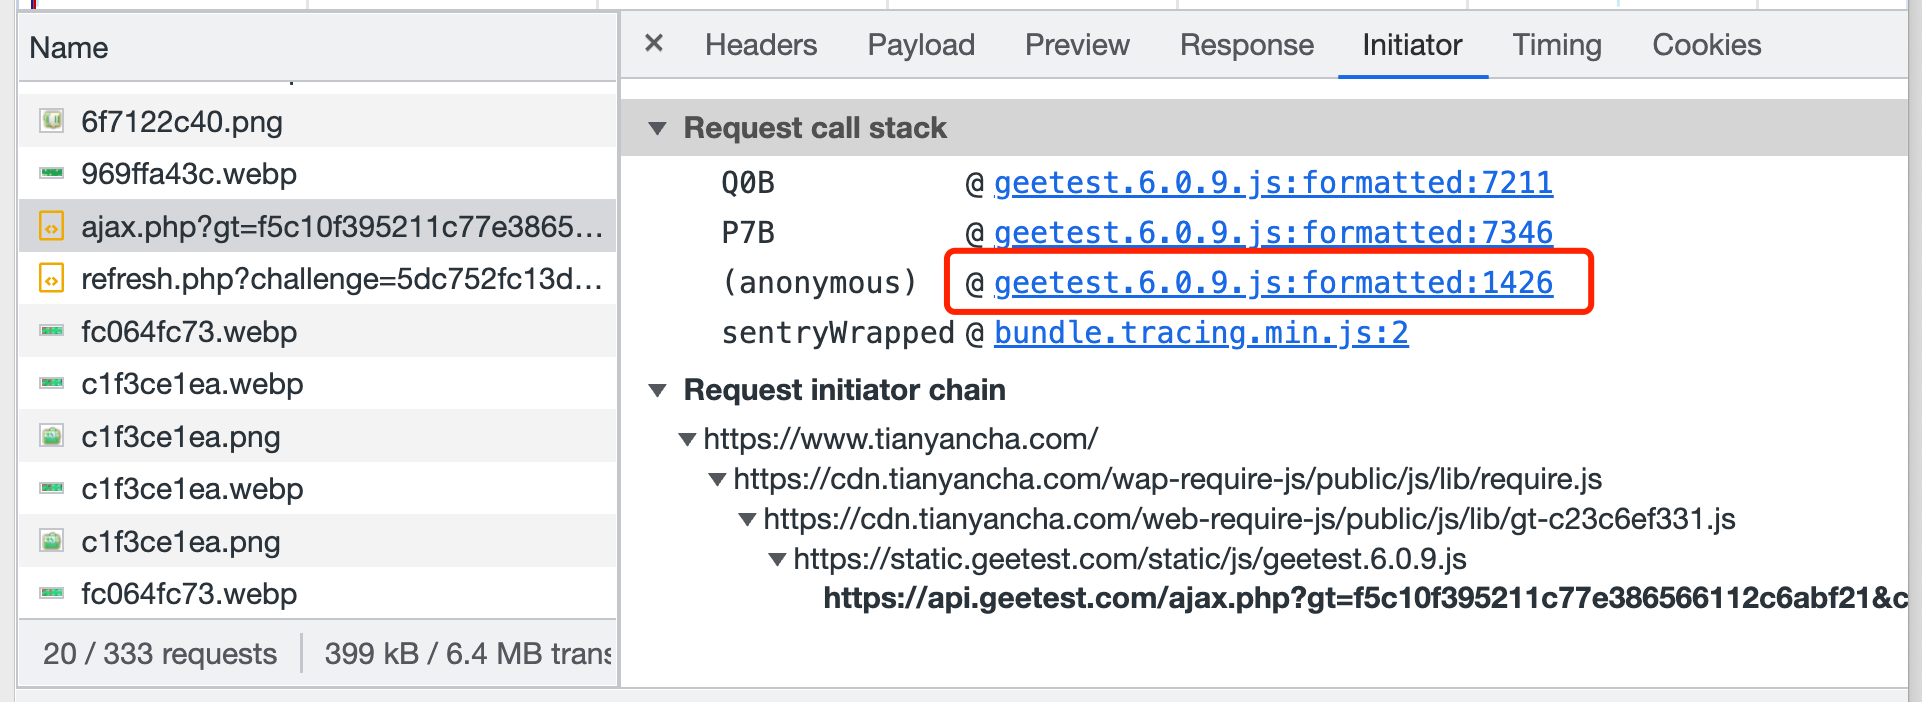 Name
6f7122c40.png
969ffa43c.webp
ajax.php?gt=f5c10f395211c77e3865...
refresh.php?challenge=5dc752fc13d...
fc064fc73.webp
c1f3ce1ea.webp
c1f3ce1ea.png
c1f3ce1ea.webp
c1f3ce1ea.png
fc064fc73.webp
20 / 333 requests
399 kB / 6.4 MB trans
× Headers Payload Preview Response Initiator Timing Cookies
▼ Request call stack
Q0B @ geetest.6.0.9.js:formatted:7211
P7B @ geetest.6.0.9.js:formatted:7346
(anonymous) @ geetest.6.0.9.js:formatted:1426
sentryWrapped @ bundle.tracing.min.js:2
▼ Request initiator chain
▼ https://www.tianyancha.com/
▼ https://cdn.tianyancha.com/wap-require-js/public/js/lib/require.js
▼ https://cdn.tianyancha.com/web-require-js/public/js/lib/gt-c23c6ef331.js
▼ https://static.geetest.com/static/js/geetest.6.0.9.js
https://api.geetest.com/ajax.php?gt=f5c10f395211c77e386566112c6abf21&c